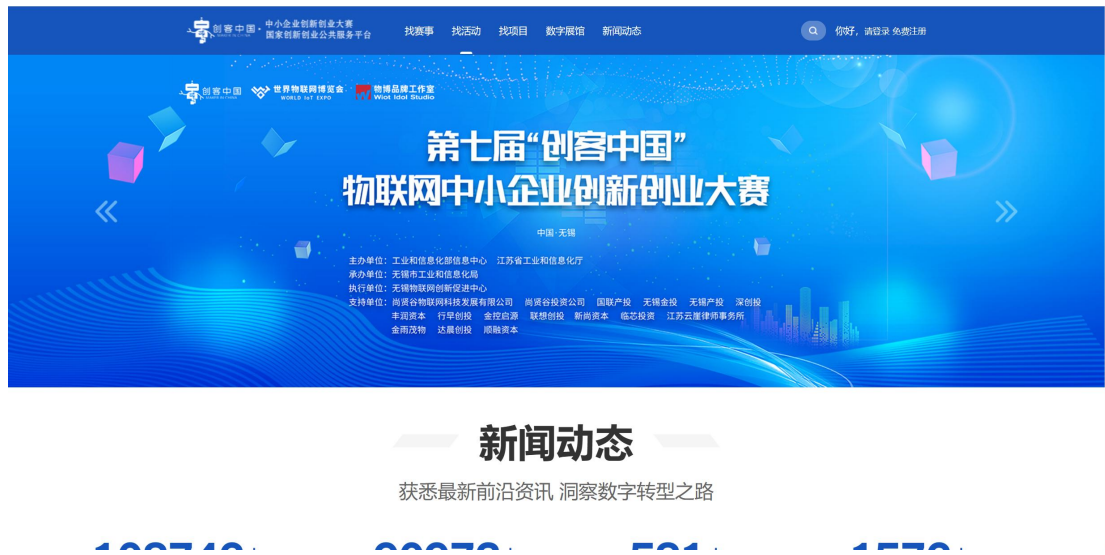 创客中国
中小企业创新创业大赛
国家创新创业公共服务平台
找赛事 找活动 找项目 数字展馆 新闻动态
你好，请登录 免费注册
创客中国 世界物联网博览会 物博品牌工作室
WORLD IoT EXPO Wiot Idol Studio
第七届“创客中国”
物联网中小企业创新创业大赛
中国·无锡
主办单位：工业和信息化部信息中心 江苏省工业和信息化厅
承办单位：无锡市工业和信息化局
执行单位：无锡物联网创新促进中心
支持单位：尚贤谷物联网科技发展有限公司 尚贤谷投资公司 国联产投 无锡金投 无锡产投 深创投
丰润资本 行早创投 金控启源 联想创投 新尚资本 临芯投资 江苏云崖律师事务所
金雨茂物 达晨创投 顺融资本
新闻动态
获悉最新前沿资讯 洞察数字转型之路